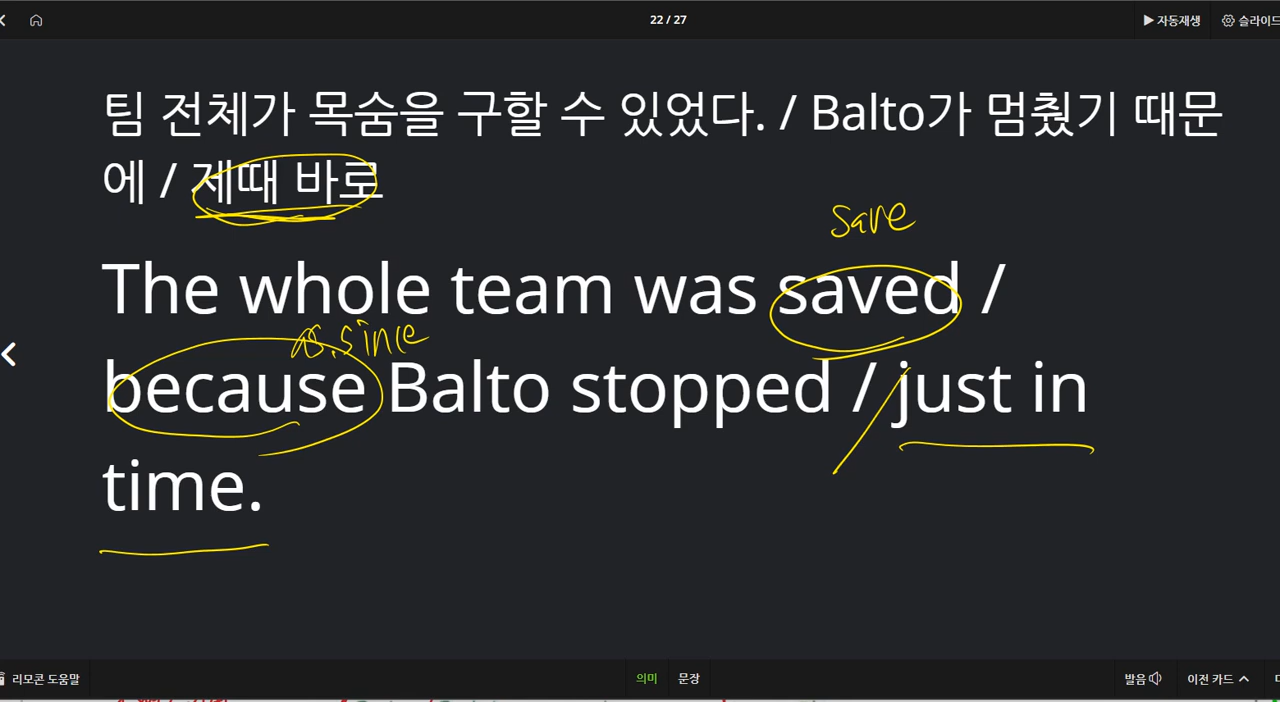 22 / 27
▶ 자동재생
슬라이드
팀 전체가 목숨을 구할 수 있었다. / Balto가 멈췄기 때문
에 / 제때 바로
save
The whole team was saved /
as. since
because Balto stopped / just in
time.
리모콘 도움말
의미
문장
발음
이전 카드